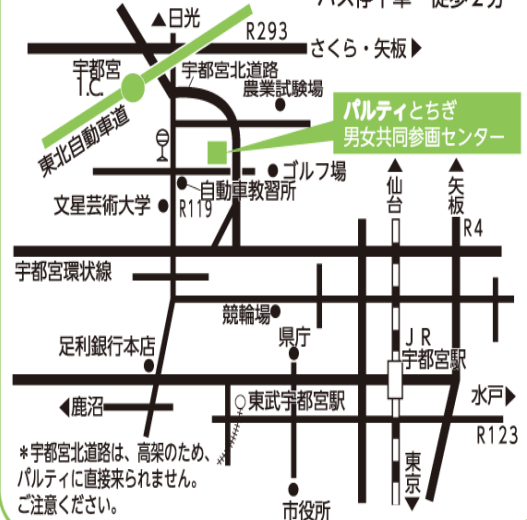 バス停下車 徒歩2分
▲日光
R293
さくら・矢板▶
宇都宮
I.C.
宇都宮北道路
農業試験場
パルティとちぎ
男女共同参画センター
東北自動車道
ゴルフ場
自動車教習所
文星芸術大学
R119
▲仙台
▲矢板
R4
宇都宮環状線
競輪場
県庁
足利銀行本店
JR
宇都宮駅
◀鹿沼
東武宇都宮駅
水戸▶
R123
*宇都宮北道路は、高架のため、
パルティに直接来られません。
ご注意ください。
東京▼
市役所